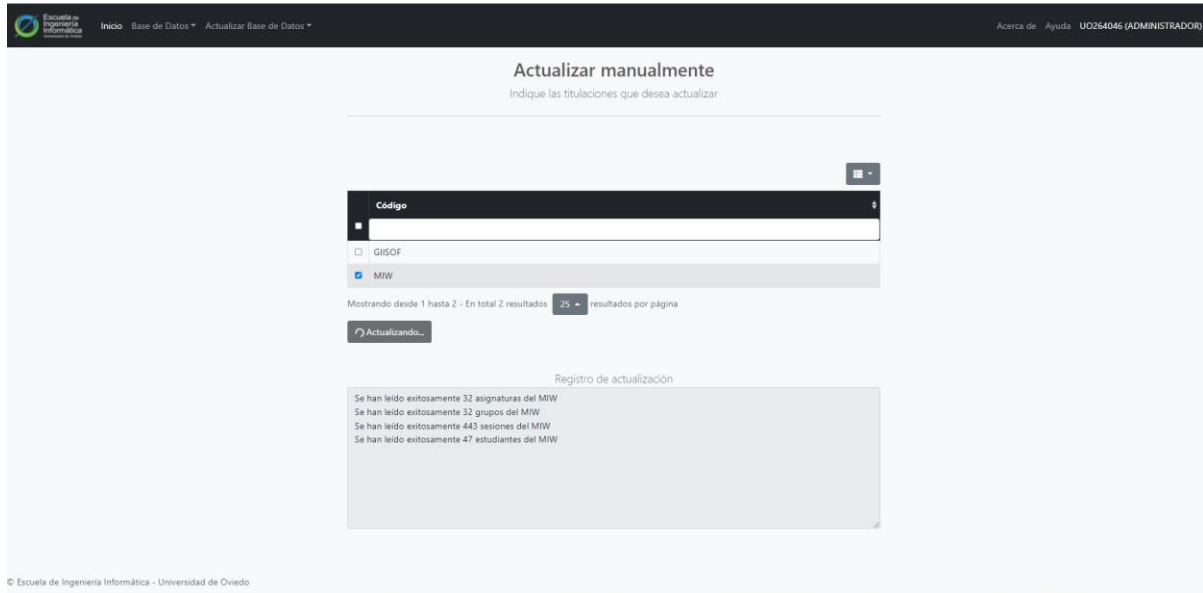 Escuela de
Ingeniería
Informática
Universidad de Oviedo
Inicio Base de Datos Actualizar Base de Datos
Acerca de Ayuda UO264046 (ADMINISTRADOR)
Actualizar manualmente
Indique las titulaciones que desea actualizar
Código
GIISOF
MIW
Mostrando desde 1 hasta 2 - En total 2 resultados 25 resultados por página
Actualizando...
Registro de actualización
Se han leído exitosamente 32 asignaturas del MIW
Se han leído exitosamente 32 grupos del MIW
Se han leído exitosamente 443 sesiones del MIW
Se han leído exitosamente 47 estudiantes del MIW
© Escuela de Ingeniería Informática - Universidad de Oviedo